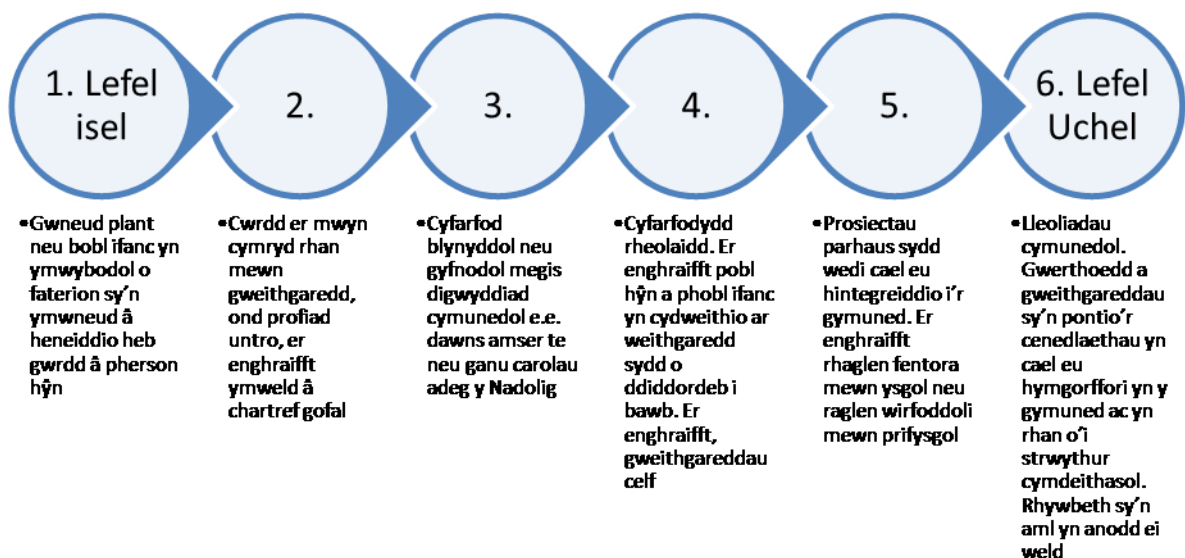 1. Lefel
isel
2.
3.
4.
5.
6. Lefel
Uchel
•Gwneud plant
neu bobl ifanc yn
ymwybodol o
faterion sy'n
ymwneud â
heneiddio heb
gwrdd â pherson
hŷn
•Cwrdd er mwyn
cymryd rhan
mewn
gweithgaredd,
ond profiad
untro, er
enghraifft
ymweld â
chartref gofal
•Cyfarfod
blynyddol neu
gyfnodol megis
digwyddiad
cymunedol e.e.
dawns amser te
neu ganu carolau
adeg y Nadolig
•Cyfarfodydd
rheolaidd. Er
enghraifft pobl
hŷn a phobl ifanc
yn cydweithio ar
weithgaredd
sydd o
ddiddordeb i
bawb. Er
enghraifft,
gweithgareddau
celf
•Prosiectau
parhaus sydd
wedi cael eu
hintegreiddio i'r
gymuned. Er
enghraifft
rhaglen fentora
mewn ysgol neu
raglen wirfoddoli
mewn prifysgol
•Lleoliadau
cymunedol.
Gwerthoedd a
gweithgareddau
sy'n pontio'r
cenedlaethau yn
cael eu
hymgorffori yn y
gymuned ac yn
rhan o'i
strwythur
cymdeithasol.
Rhywbeth sy'n
aml yn anodd ei
weld